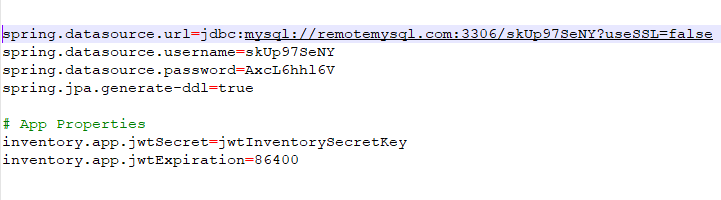 spring.datasource.url=jdbc:mysql://remotemysql.com:3306/skUp97SeNY?useSSL=false
spring.datasource.username=skUp97SeNY
spring.datasource.password=AxcL6hhl6V
spring.jpa.generate-ddl=true
# App Properties
inventory.app.jwtSecret=jwtInventorySecretKey
inventory.app.jwtExpiration=86400